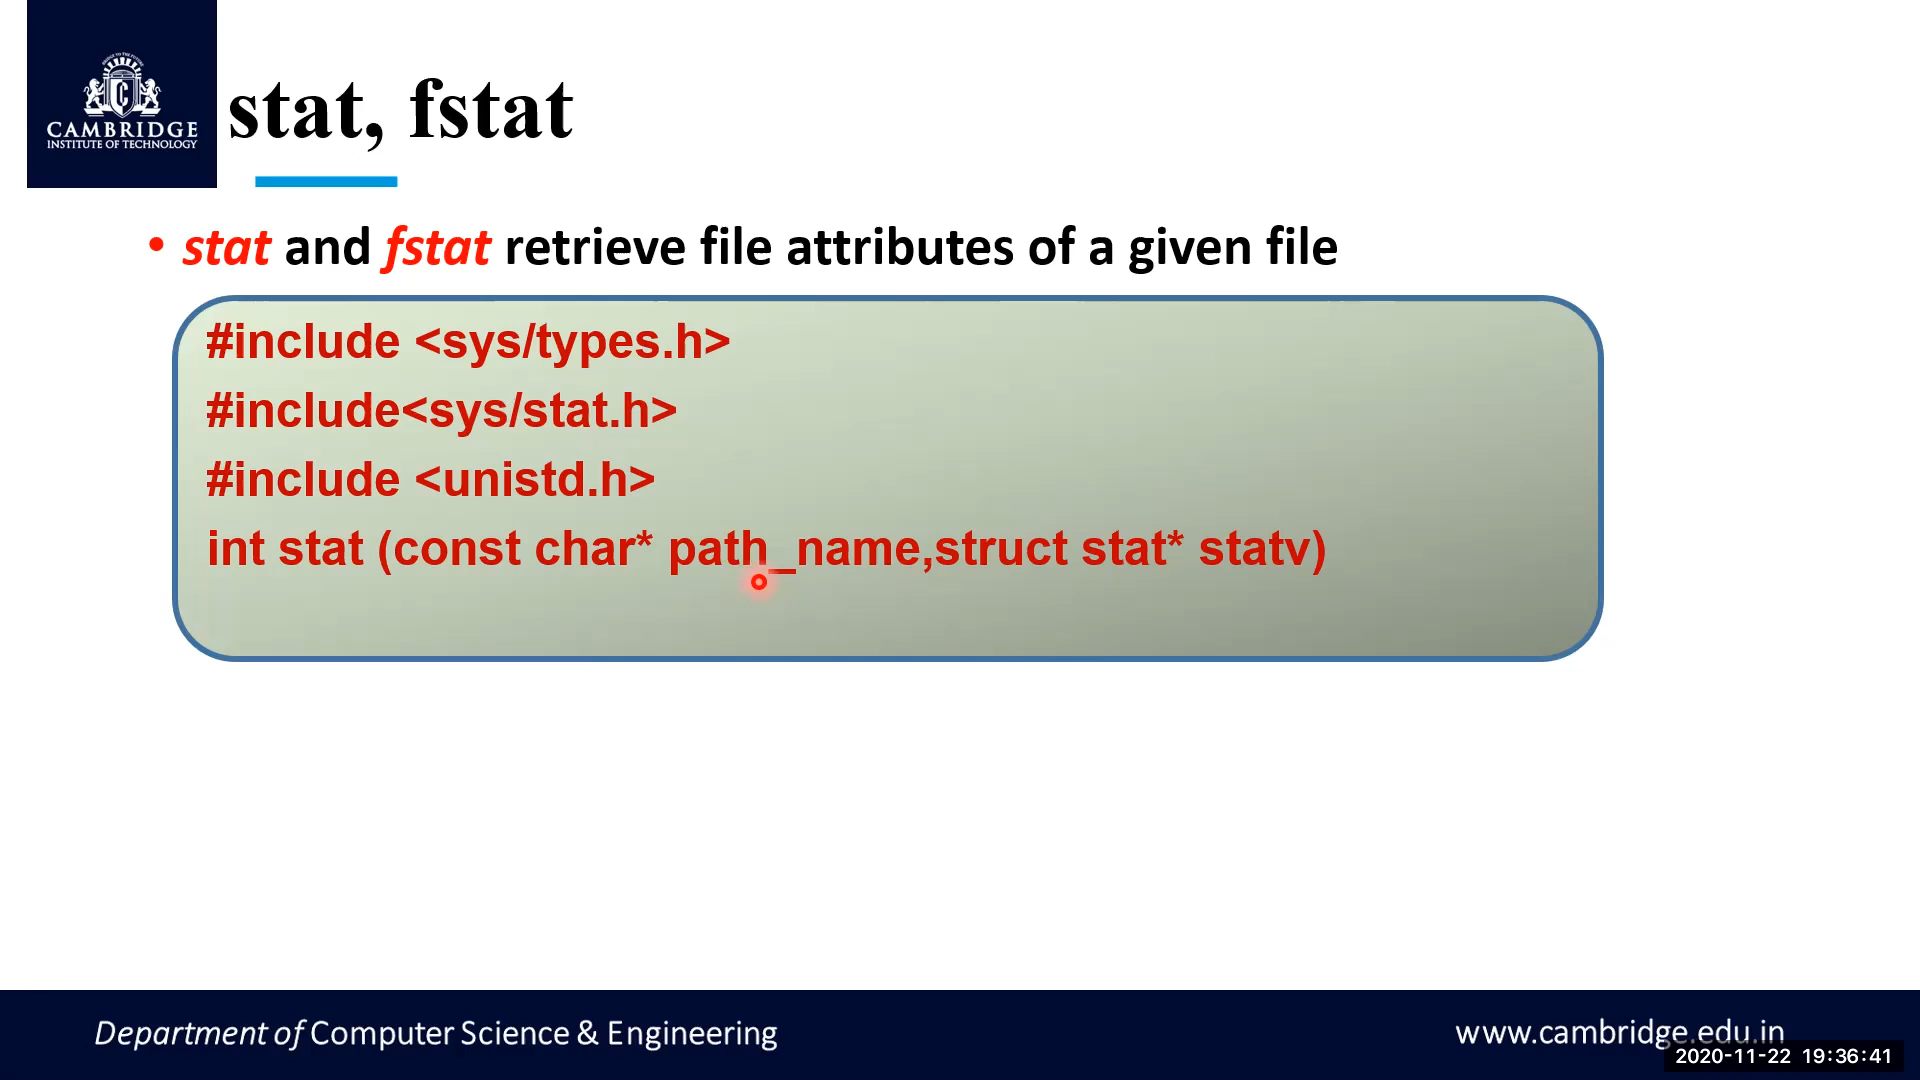 CAMBRIDGE
INSTITUTE OF TECHNOLOGY
stat, fstat
• stat and fstat retrieve file attributes of a given file
#include <sys/types.h>
#include<sys/stat.h>
#include <unistd.h>
int stat (const char* path_name,struct stat* statv)
Department of Computer Science & Engineering
www.cambridge.edu.in
2020-11-22 19:36:41